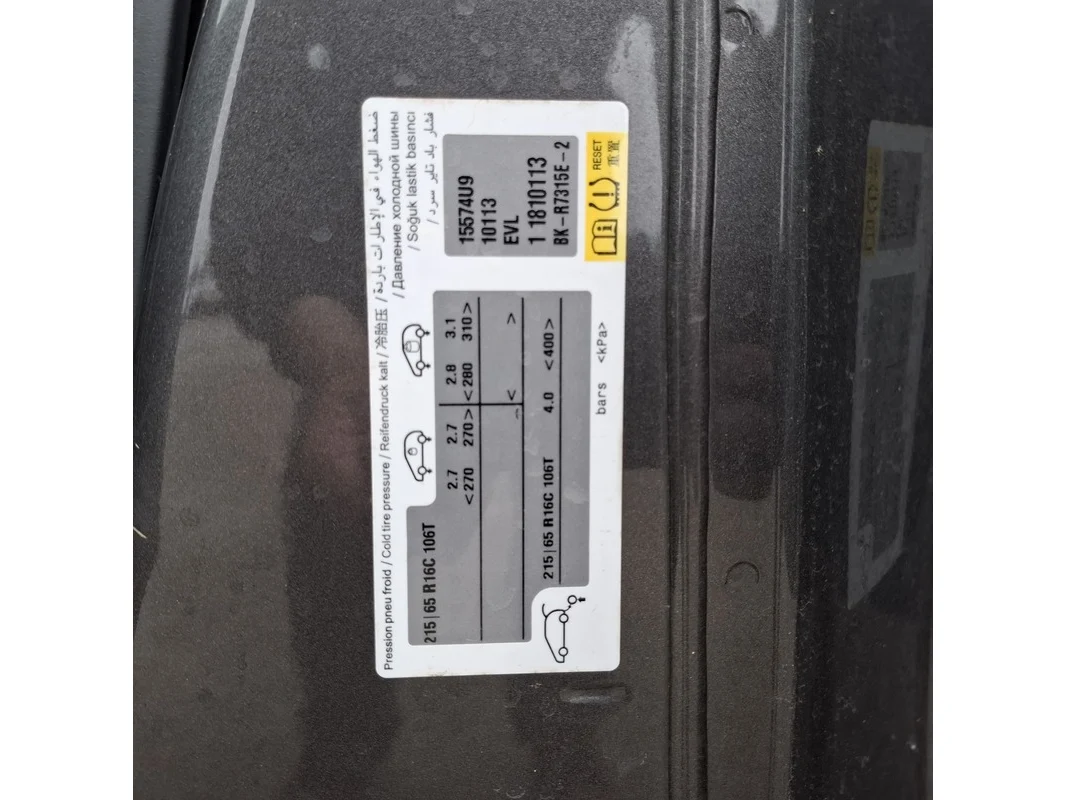 Pression pneu froid / Cold tire pressure / Reifendruck kalt / 冷胎压 / ضغط الهواء في الإطارات باردة
/ Давление холодной шины
/ Soğuk lastik basıncı
/ فشار باد تایر سرد
215|65 R16C 106T
2.7 2.7 2.8 3.1
<270 270> <280 310>
< >
215|65 R16C 106T 4.0 <400>
bars <kPa>
15574U9
10113
EVL
1 1810113
BK-R7315E-2
RESET
重置